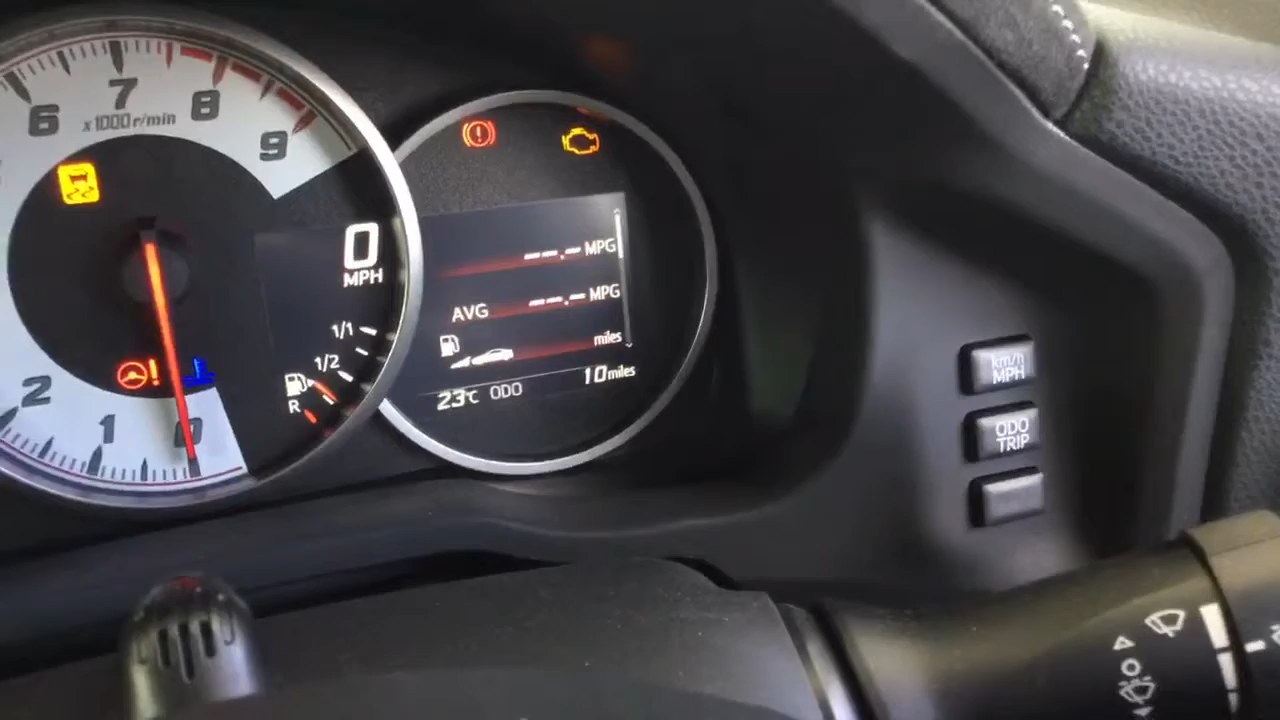 6
7
8
9
x1000 r/min
2
1
0
0
MPH
1/1
1/2
R
--.- MPG
AVG --.- MPG
miles
23°C ODO 10 miles
km/h
MPH
ODO
TRIP